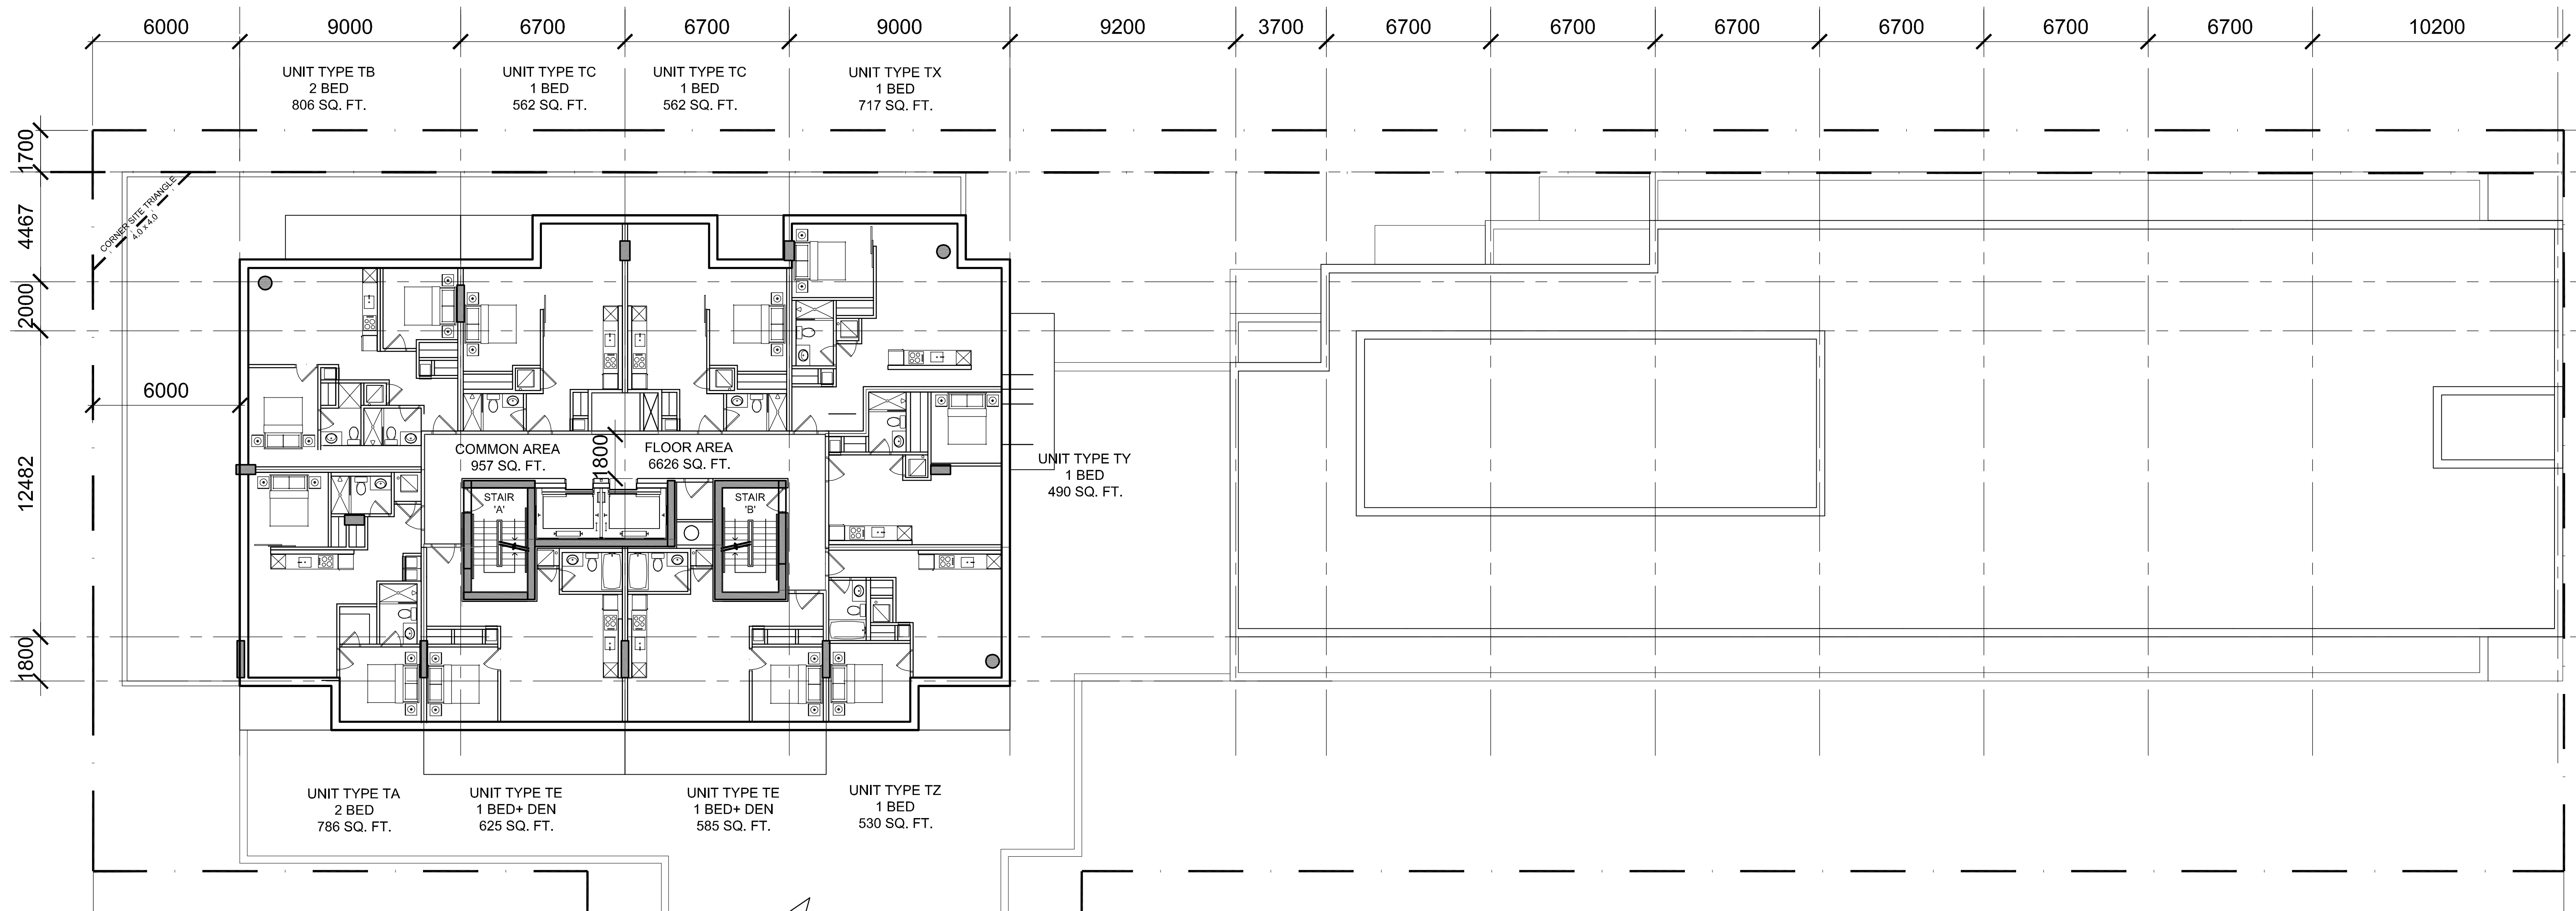 6000
9000
6700
6700
9000
9200
3700
6700
6700
6700
6700
6700
6700
10200
UNIT TYPE TB
2 BED
806 SQ. FT.
UNIT TYPE TC
1 BED
562 SQ. FT.
UNIT TYPE TC
1 BED
562 SQ. FT.
UNIT TYPE TX
1 BED
717 SQ. FT.
1700
4467
2000
12482
1800
CORNER SITE TRIANGLE
4.0 x 4.0
6000
COMMON AREA
957 SQ. FT.
1800
FLOOR AREA
6626 SQ. FT.
STAIR
'A'
STAIR
'B'
UNIT TYPE TY
1 BED
490 SQ. FT.
UNIT TYPE TA
2 BED
786 SQ. FT.
UNIT TYPE TE
1 BED+ DEN
625 SQ. FT.
UNIT TYPE TE
1 BED+ DEN
585 SQ. FT.
UNIT TYPE TZ
1 BED
530 SQ. FT.